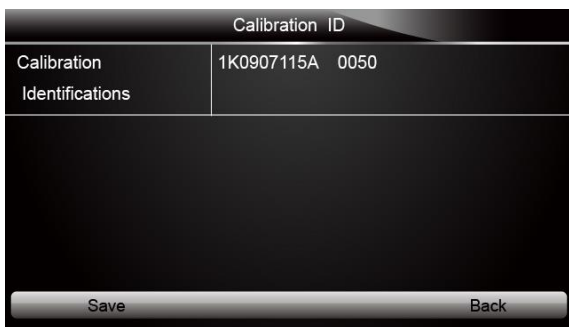 Calibration ID
Calibration 1K0907115A 0050
Identifications
Save Back